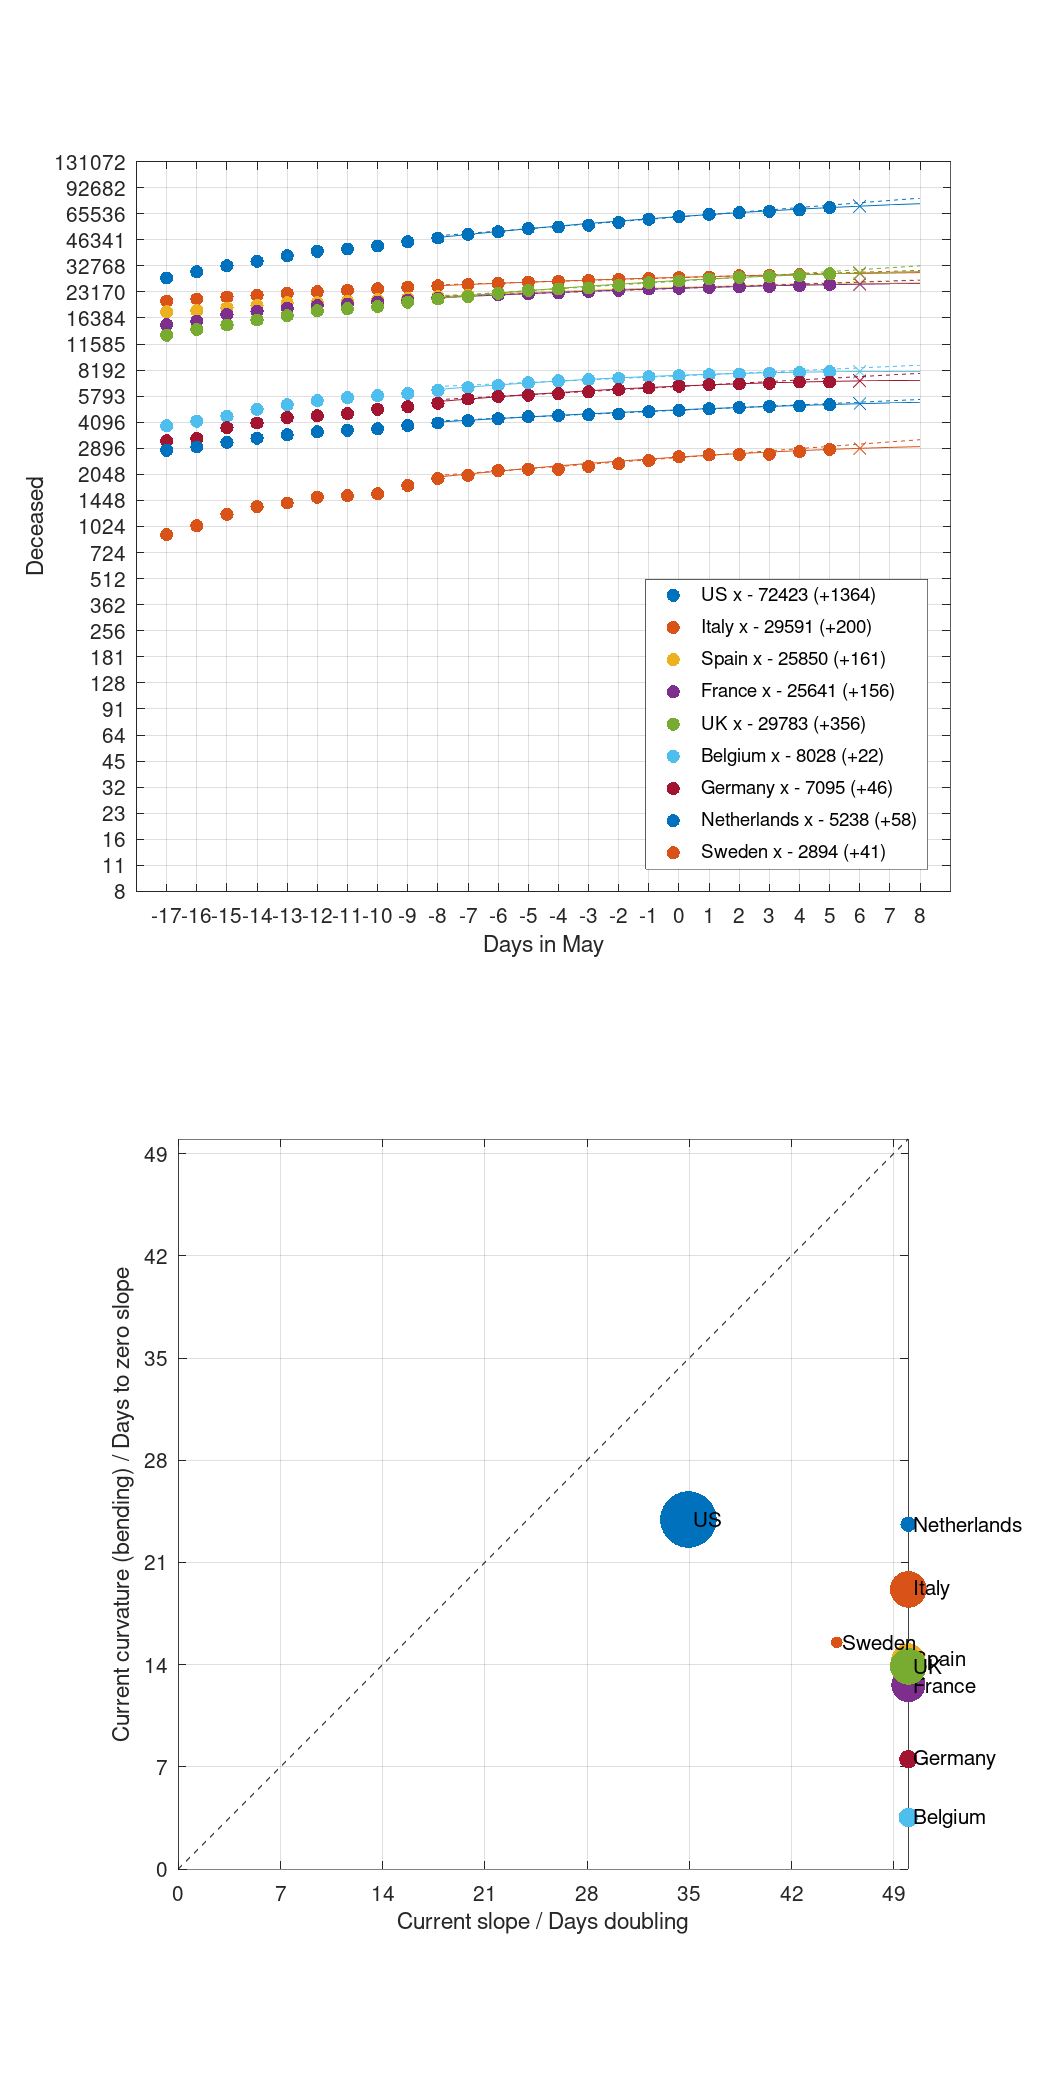 131072
92682
65536
46341
32768
23170
16384
11585
8192
5793
4096
2896
2048
1448
1024
724
512
362
256
181
128
91
64
45
32
23
16
11
8
Deceased
US x - 72423 (+1364)
Italy x - 29591 (+200)
Spain x - 25850 (+161)
France x - 25641 (+156)
UK x - 29783 (+356)
Belgium x - 8028 (+22)
Germany x - 7095 (+46)
Netherlands x - 5238 (+58)
Sweden x - 2894 (+41)
-17 -16 -15 -14 -13 -12 -11 -10 -9 -8 -7 -6 -5 -4 -3 -2 -1 0 1 2 3 4 5 6 7 8
Days in May
49
42
35
28
21
14
7
0
Current curvature (bending) / Days to zero slope
US
Netherlands
Italy
Sweden
Spain
UK
France
Germany
Belgium
0 7 14 21 28 35 42 49
Current slope / Days doubling